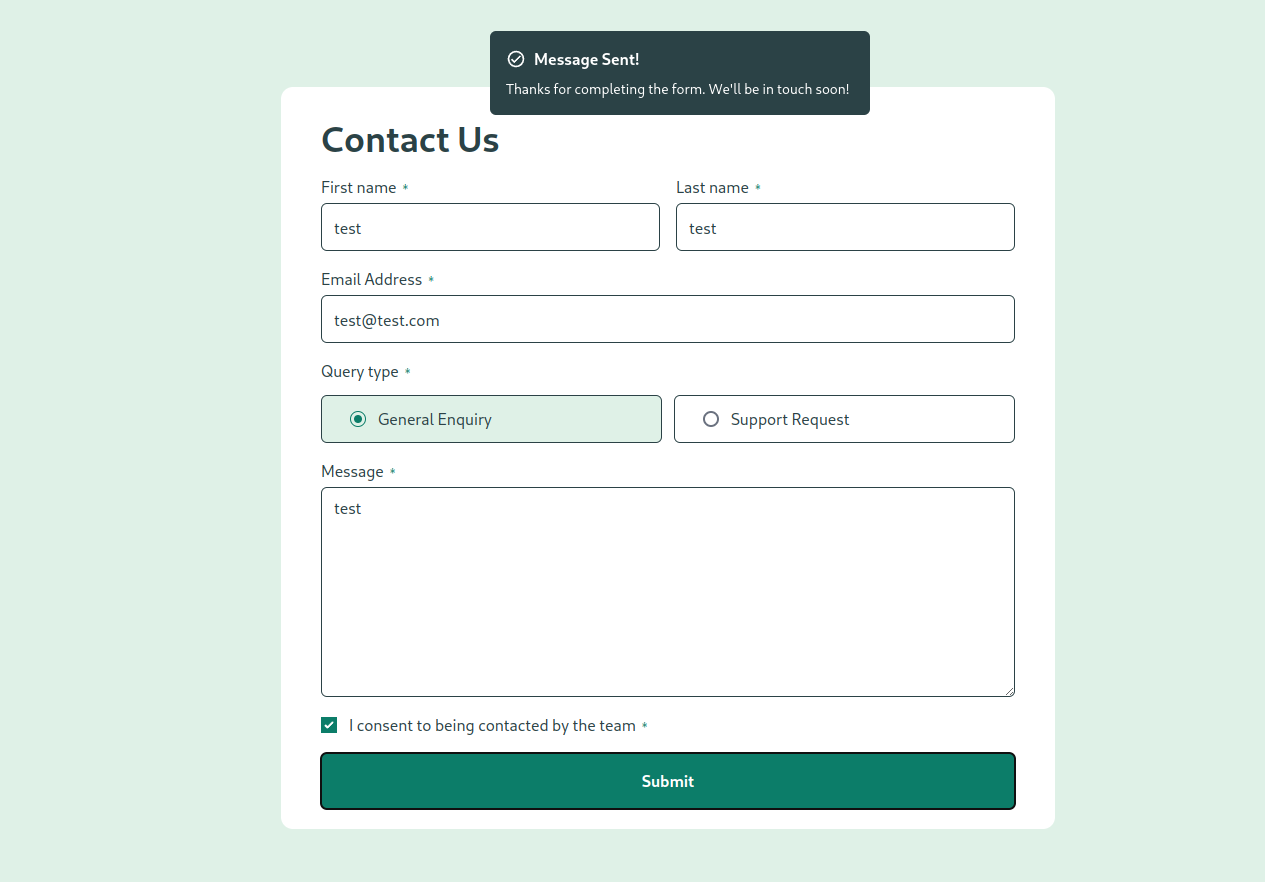 Message Sent!
Thanks for completing the form. We'll be in touch soon!
Contact Us
First name *
Last name *
test
test
Email Address *
test@test.com
Query type *
General Enquiry
Support Request
Message *
test
I consent to being contacted by the team *
Submit